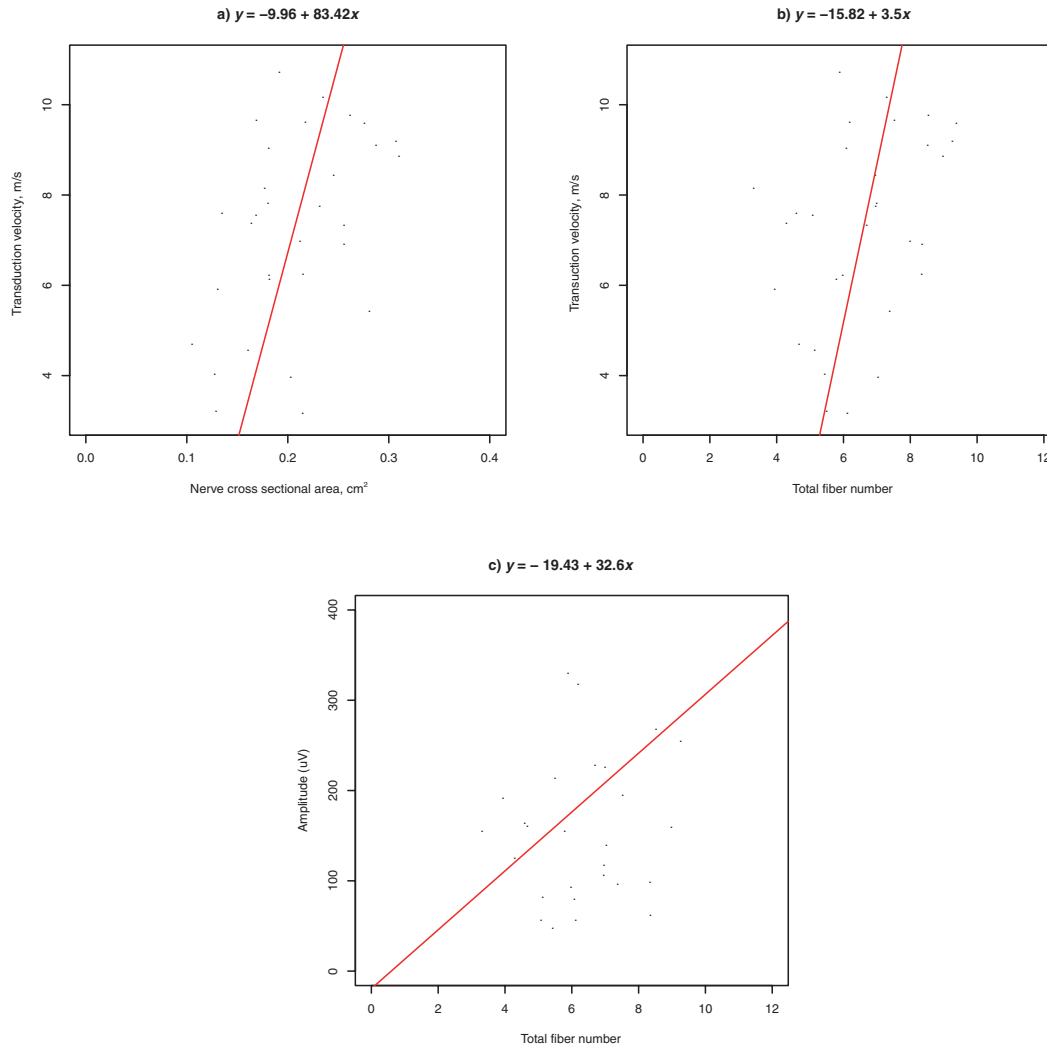 a) y = −9.96 + 83.42x
Transduction velocity, m/s
10
8
6
4
0.0 0.1 0.2 0.3 0.4
Nerve cross sectional area, cm²
b) y = −15.82 + 3.5x
Transuction velocity, m/s
10
8
6
4
0 2 4 6 8 10 12
Total fiber number
c) y = − 19.43 + 32.6x
Amplitude (uV)
400
300
200
100
0
0 2 4 6 8 10 12
Total fiber number